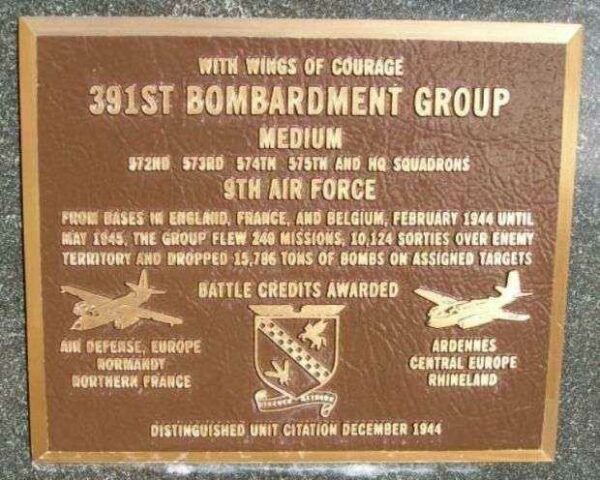 WITH WINGS OF COURAGE
391ST BOMBARDMENT GROUP
MEDIUM
572ND 573RD 574TH 575TH AND HQ SQUADRONS
9TH AIR FORCE
FROM BASES IN ENGLAND, FRANCE, AND BELGIUM, FEBRUARY 1944 UNTIL
MAY 1945, THE GROUP FLEW 240 MISSIONS, 10,124 SORTIES OVER ENEMY
TERRITORY AND DROPPED 15,786 TONS OF BOMBS ON ASSIGNED TARGETS
BATTLE CREDITS AWARDED
AIR DEFENSE, EUROPE
NORMANDY
NORTHERN FRANCE
ARDENNES
CENTRAL EUROPE
RHINELAND
DISTINGUISHED UNIT CITATION DECEMBER 1944